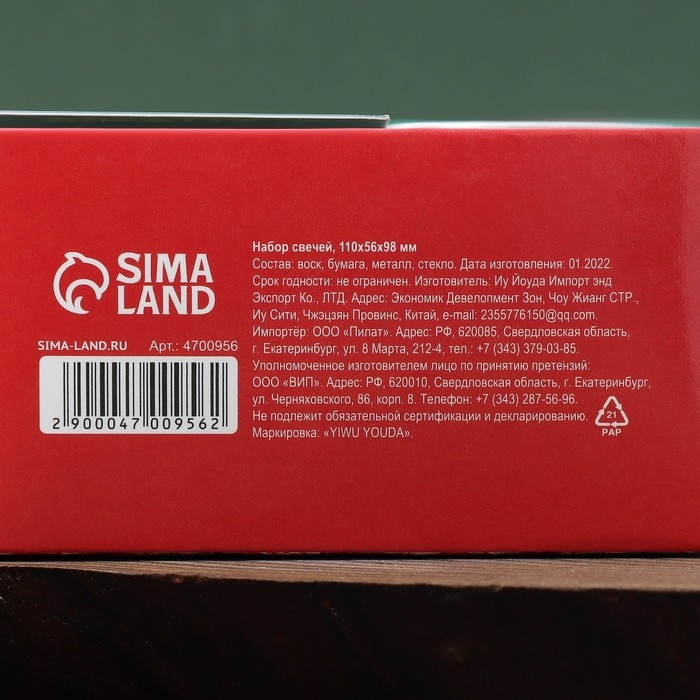 SIMA
LAND
SIMA-LAND.RU Арт.: 4700956
2 900047 009562
Набор свечей, 110х56х98 мм
Состав: воск, бумага, металл, стекло. Дата изготовления: 01.2022.
Срок годности: не ограничен. Изготовитель: Иу Йоуда Импорт энд
Экспорт Ко., ЛТД. Адрес: Экономик Девелопмент Зон, Чоу Жианг СТР.,
Иу Сити, Чжэцзян Провинс, Китай, e-mail: 2355776150@qq.com.
Импортёр: ООО «Пилат». Адрес: РФ, 620085, Свердловская область,
г. Екатеринбург, ул. 8 Марта, 212-4, тел.: +7 (343) 379-03-85.
Уполномоченное изготовителем лицо по принятию претензий:
ООО «ВИП». Адрес: РФ, 620010, Свердловская область, г. Екатеринбург,
ул. Черняховского, 86, корп. 8. Телефон: +7 (343) 287-56-96.
Не подлежит обязательной сертификации и декларированию.
Маркировка: «YIWU YOUDA».
21
PAP